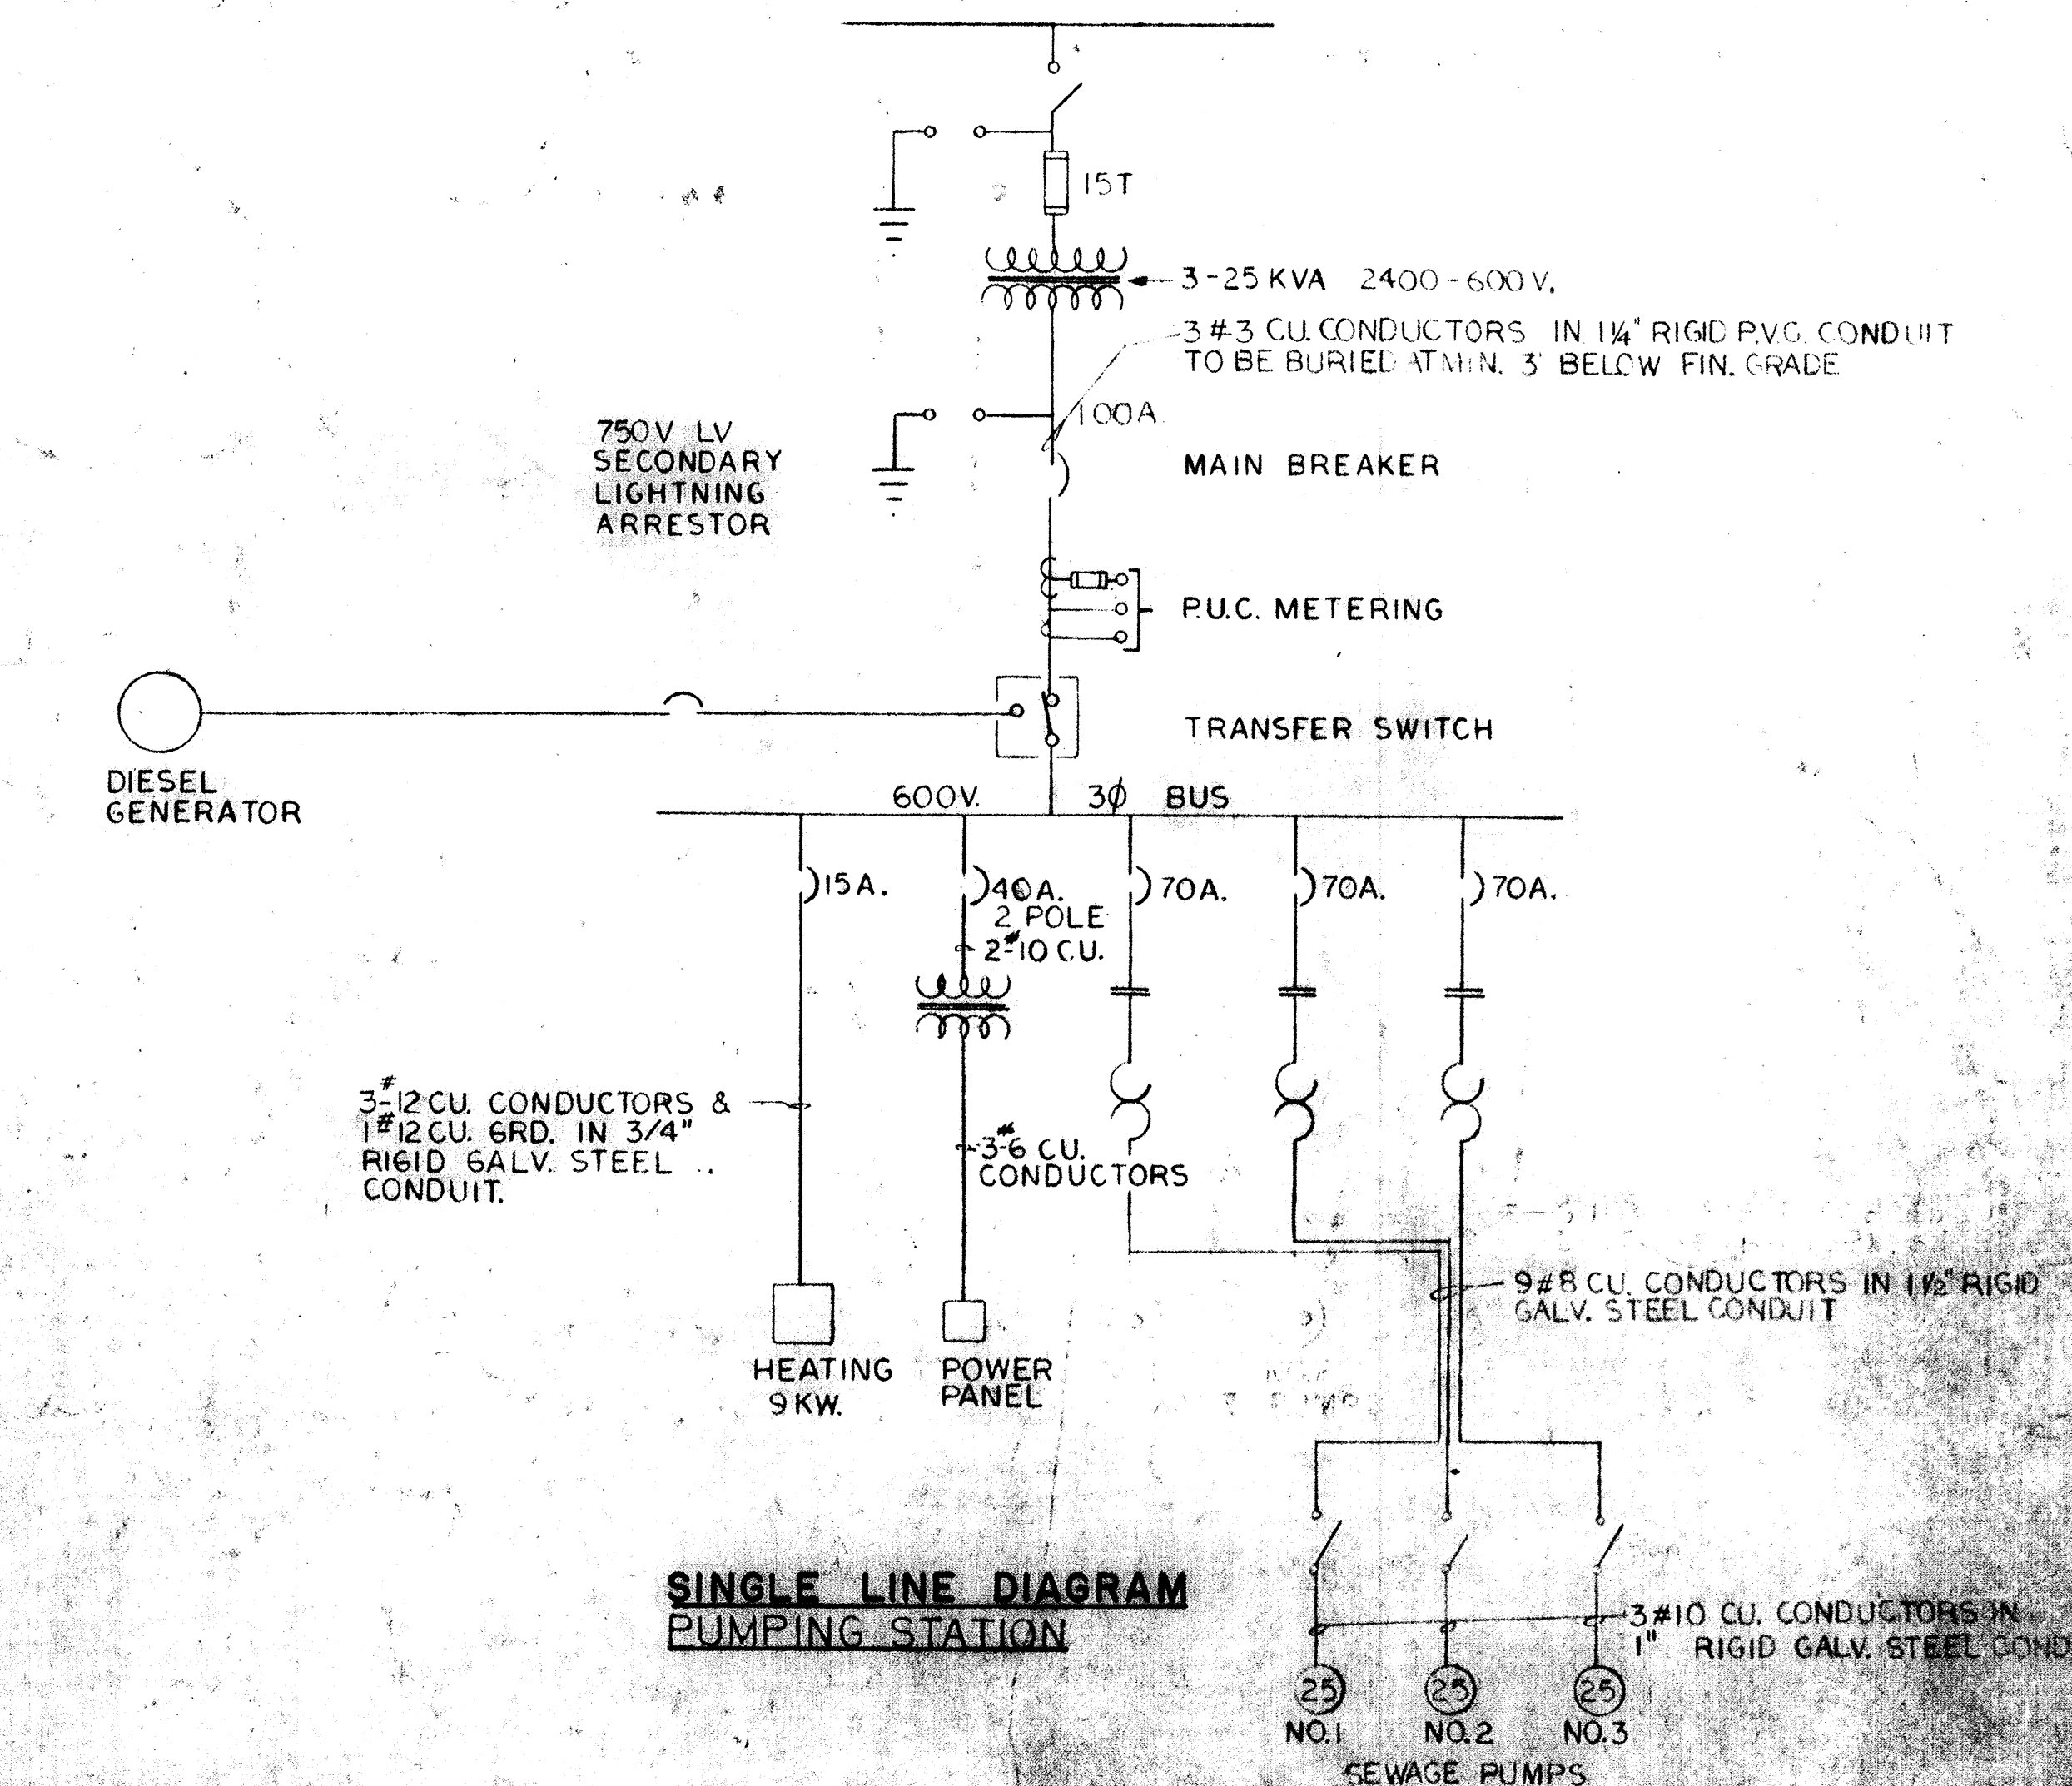 15T
3-25 KVA 2400-600V.
3 #3 CU. CONDUCTORS IN 1¼" RIGID P.V.C. CONDUIT
TO BE BURIED AT MIN. 3' BELOW FIN. GRADE
100A.
750V LV
SECONDARY
LIGHTNING
ARRESTOR
MAIN BREAKER
P.U.C. METERING
TRANSFER SWITCH
DIESEL
GENERATOR
600V. 3Ø BUS
15A.
40A.
2 POLE
2-#10 CU.
70A.
70A.
70A.
3-#12 CU. CONDUCTORS &
1 #12 CU. GRD. IN 3/4"
RIGID GALV. STEEL
CONDUIT.
3-#6 CU.
CONDUCTORS
9 #8 CU. CONDUCTORS IN 1½" RIGID
GALV. STEEL CONDUIT
HEATING
9 KW.
POWER
PANEL
SINGLE LINE DIAGRAM
PUMPING STATION
3 #10 CU. CONDUCTORS IN
1" RIGID GALV. STEEL COND
25
25
25
NO.1
NO.2
NO.3
SEWAGE PUMPS